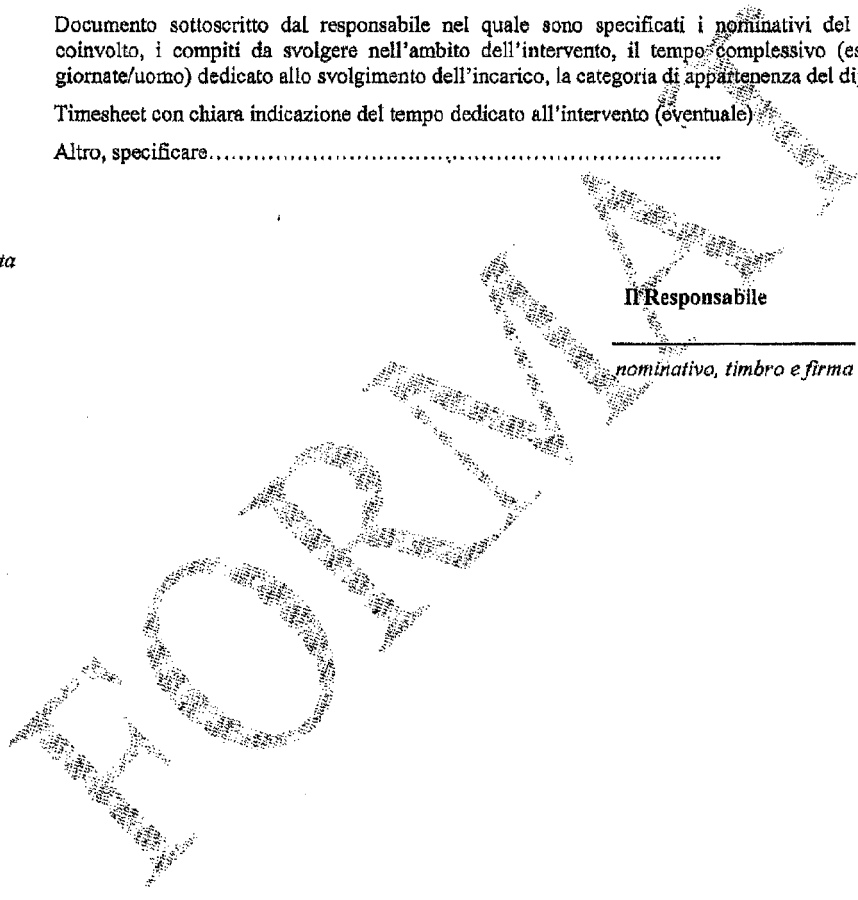 Documento sottoscritto dal responsabile nel quale sono specificati i nominativi del
coinvolto, i compiti da svolgere nell'ambito dell'intervento, il tempo complessivo (es
giornate/uomo) dedicato allo svolgimento dell'incarico, la categoria di appartenenza del di
Timesheet con chiara indicazione del tempo dedicato all'intervento (eventuale)
Altro, specificare.....................................................................
ta
Il Responsabile
nominativo, timbro e firma
FORMAT